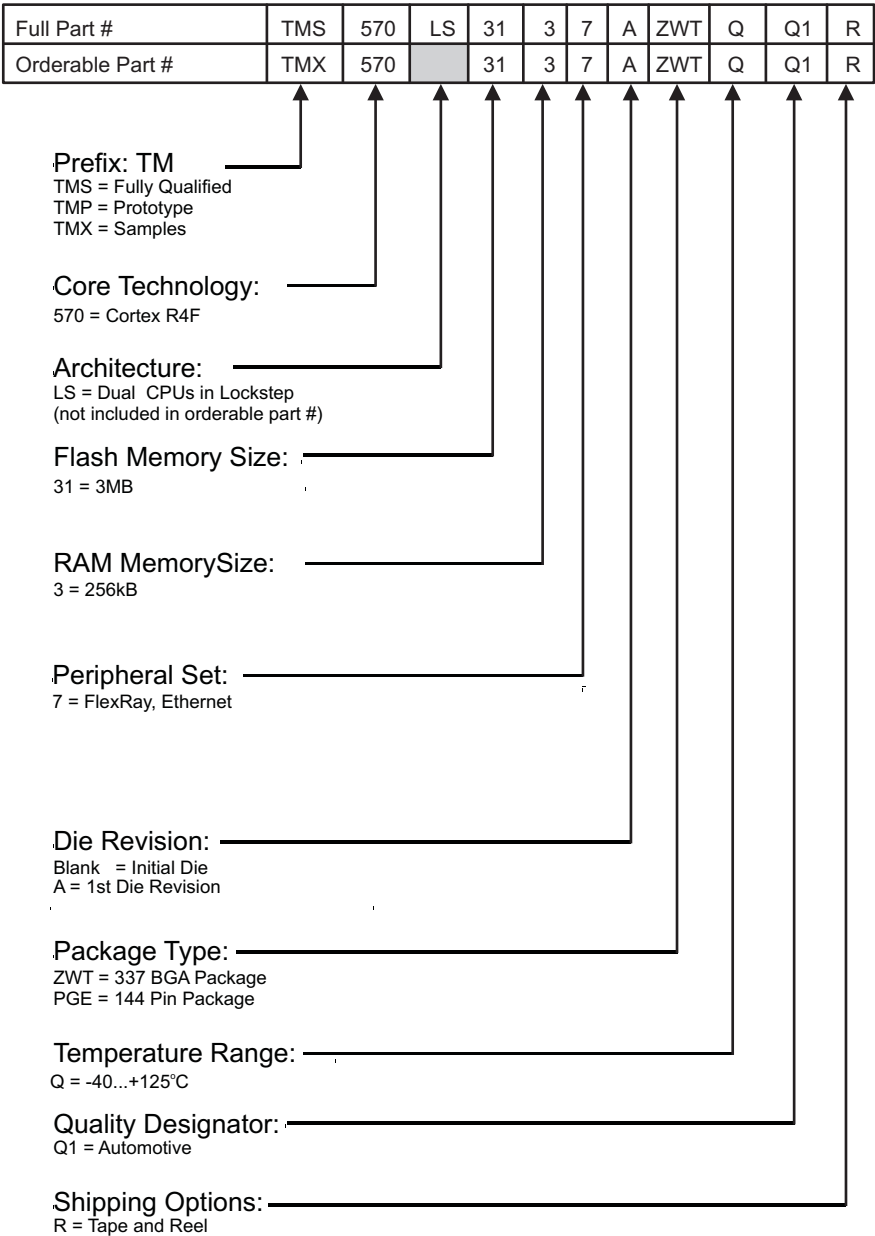 Full Part # TMS 570 LS 31 3 7 A ZWT Q Q1 R
Orderable Part # TMX 570 31 3 7 A ZWT Q Q1 R
Prefix: TM
TMS = Fully Qualified
TMP = Prototype
TMX = Samples
Core Technology:
570 = Cortex R4F
Architecture:
LS = Dual CPUs in Lockstep
(not included in orderable part #)
Flash Memory Size:
31 = 3MB
RAM MemorySize:
3 = 256kB
Peripheral Set:
7 = FlexRay, Ethernet
Die Revision:
Blank = Initial Die
A = 1st Die Revision
Package Type:
ZWT = 337 BGA Package
PGE = 144 Pin Package
Temperature Range:
Q = -40...+125°C
Quality Designator:
Q1 = Automotive
Shipping Options:
R = Tape and Reel